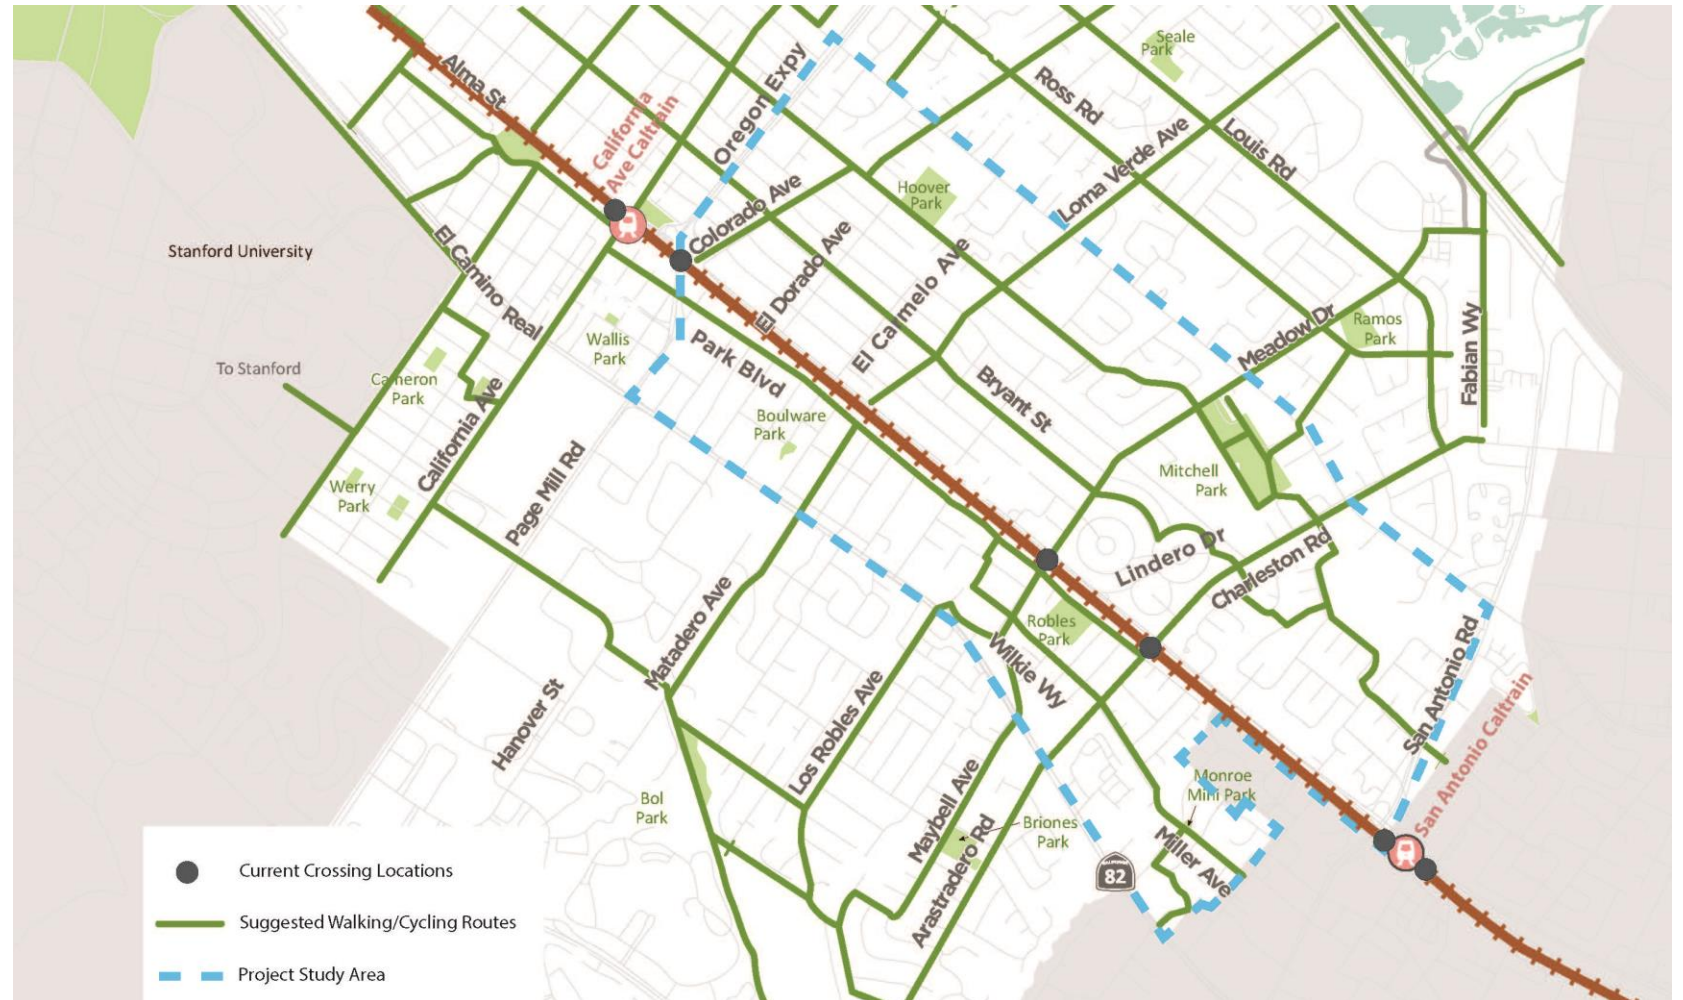 Seale
Park
Alma St
California
Ave Caltrain
Oregon Expy
Ross Rd
Louis Rd
Loma Verde Ave
Hoover
Park
Colorado Ave
Stanford University
El Camino Real
El Dorado Ave
El Carmelo Ave
Wallis
Park
Park Blvd
Meadow Dr
Ramos
Park
Fabian Wy
To Stanford
Cameron
Park
California Ave
Boulware
Park
Bryant St
Mitchell
Park
Werry
Park
Page Mill Rd
Lindero Dr
Charleston Rd
Matadero Ave
Robles
Park
Wilkie Wy
San Antonio Rd
San Antonio Caltrain
Hanover St
Los Robles Ave
Bol
Park
Maybell Ave
Arastradero Rd
Briones
Park
Monroe
Mini Park
Miller Ave
CALIFORNIA
82
Current Crossing Locations
Suggested Walking/Cycling Routes
Project Study Area